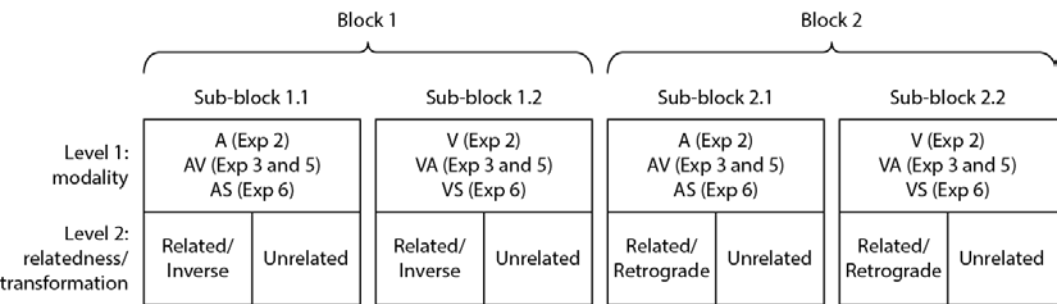 Block 1
Block 2
Sub-block 1.1
Sub-block 1.2
Sub-block 2.1
Sub-block 2.2
Level 1:
modality
A (Exp 2)
AV (Exp 3 and 5)
AS (Exp 6)
V (Exp 2)
VA (Exp 3 and 5)
VS (Exp 6)
A (Exp 2)
AV (Exp 3 and 5)
AS (Exp 6)
V (Exp 2)
VA (Exp 3 and 5)
VS (Exp 6)
Level 2:
relatedness/
transformation
Related/
Inverse
Unrelated
Related/
Inverse
Unrelated
Related/
Retrograde
Unrelated
Related/
Retrograde
Unrelated